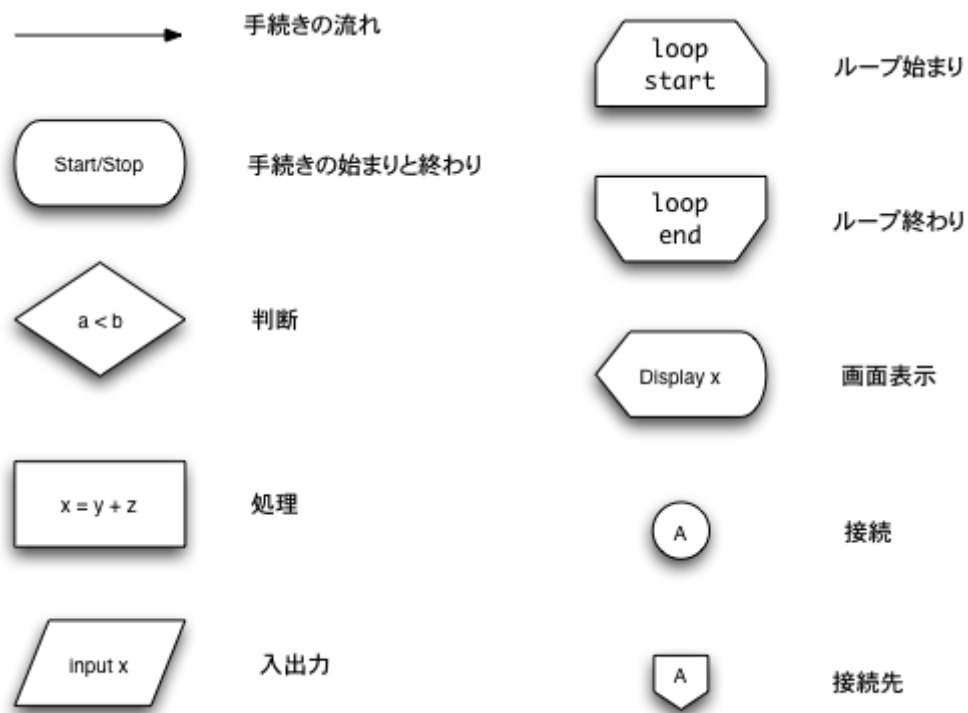 手続きの流れ
Start/Stop
手続きの始まりと終わり
a < b
判断
x = y + z
処理
input x
入出力
loop
start
ループ始まり
loop
end
ループ終わり
Display x
画面表示
A
接続
A
接続先